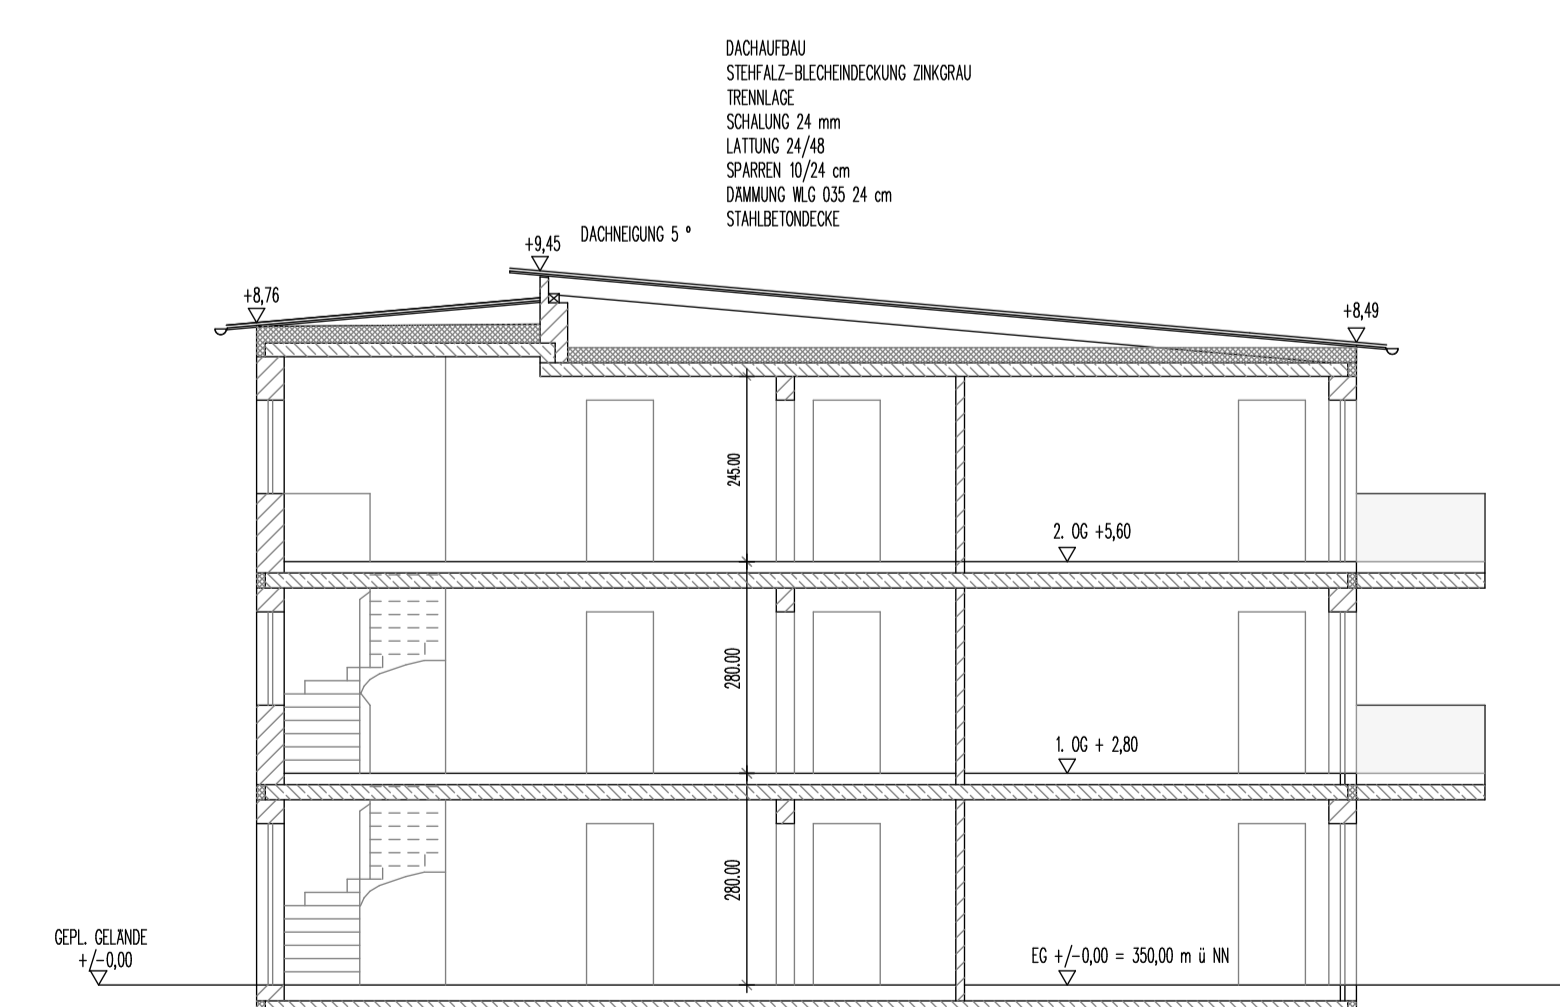 DACHAUFBAU
STEHFALZ-BLECHEINDECKUNG ZINKGRAU
TRENNLAGE
SCHALUNG 24 mm
LATTUNG 24/48
SPARREN 10/24 cm
DÄMMUNG WLG 035 24 cm
STAHLBETONDECKE
DACHNEIGUNG 5 °
+9,45
+8,76
+8,49
245.00
2. OG +5,60
280.00
1. OG + 2,80
280.00
GEPL. GELÄNDE
+/-0,00
EG +/-0,00 = 350,00 m ü NN